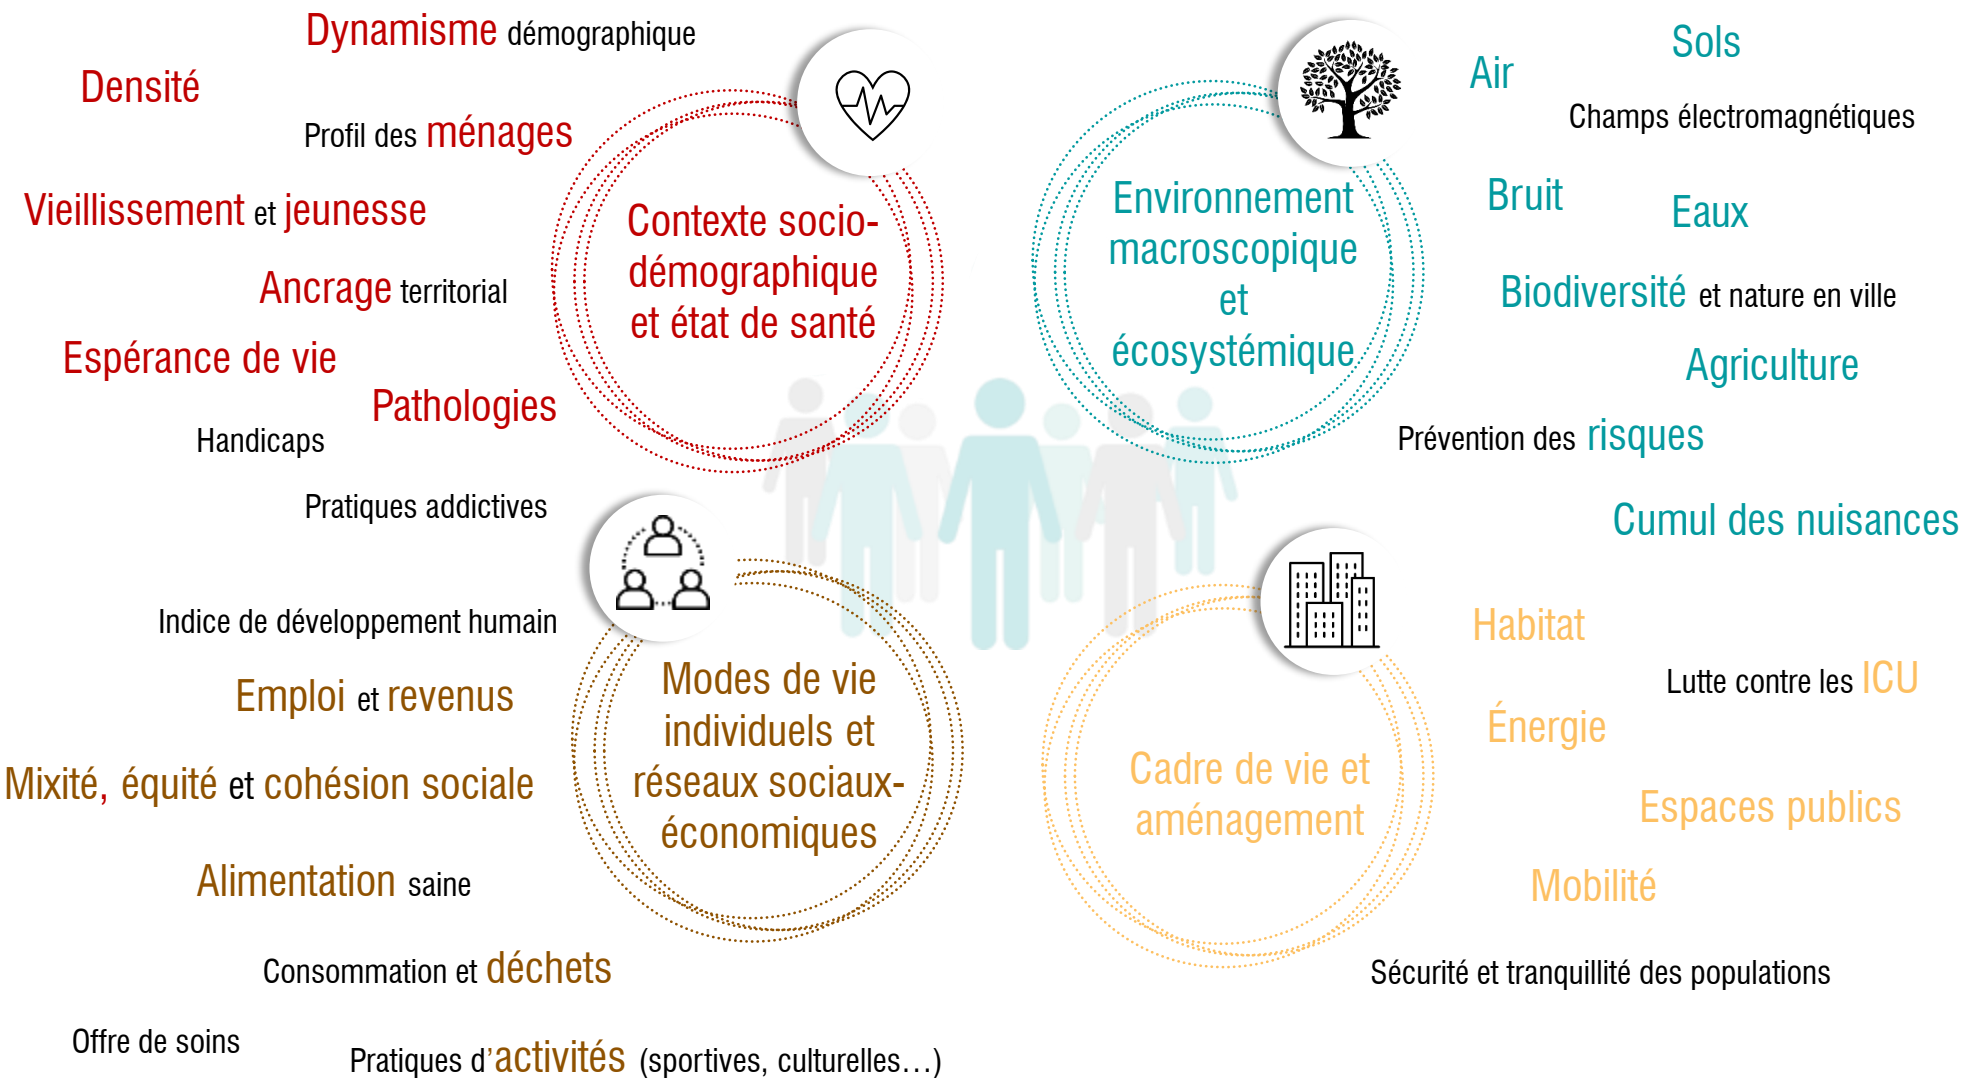 Dynamisme démographique
Densité
Profil des ménages
Vieillissement et jeunesse
Ancrage territorial
Espérance de vie
Pathologies
Handicaps
Pratiques addictives
Contexte socio-
démographique
et état de santé
Environnement
macroscopique
et
écosystémique
Sols
Air
Champs électromagnétiques
Bruit
Eaux
Biodiversité et nature en ville
Agriculture
Prévention des risques
Cumul des nuisances
Indice de développement humain
Emploi et revenus
Mixité, équité et cohésion sociale
Alimentation saine
Consommation et déchets
Offre de soins
Pratiques d'activités (sportives, culturelles…)
Modes de vie
individuels et
réseaux sociaux-
économiques
Cadre de vie et
aménagement
Habitat
Lutte contre les ICU
Énergie
Espaces publics
Mobilité
Sécurité et tranquillité des populations